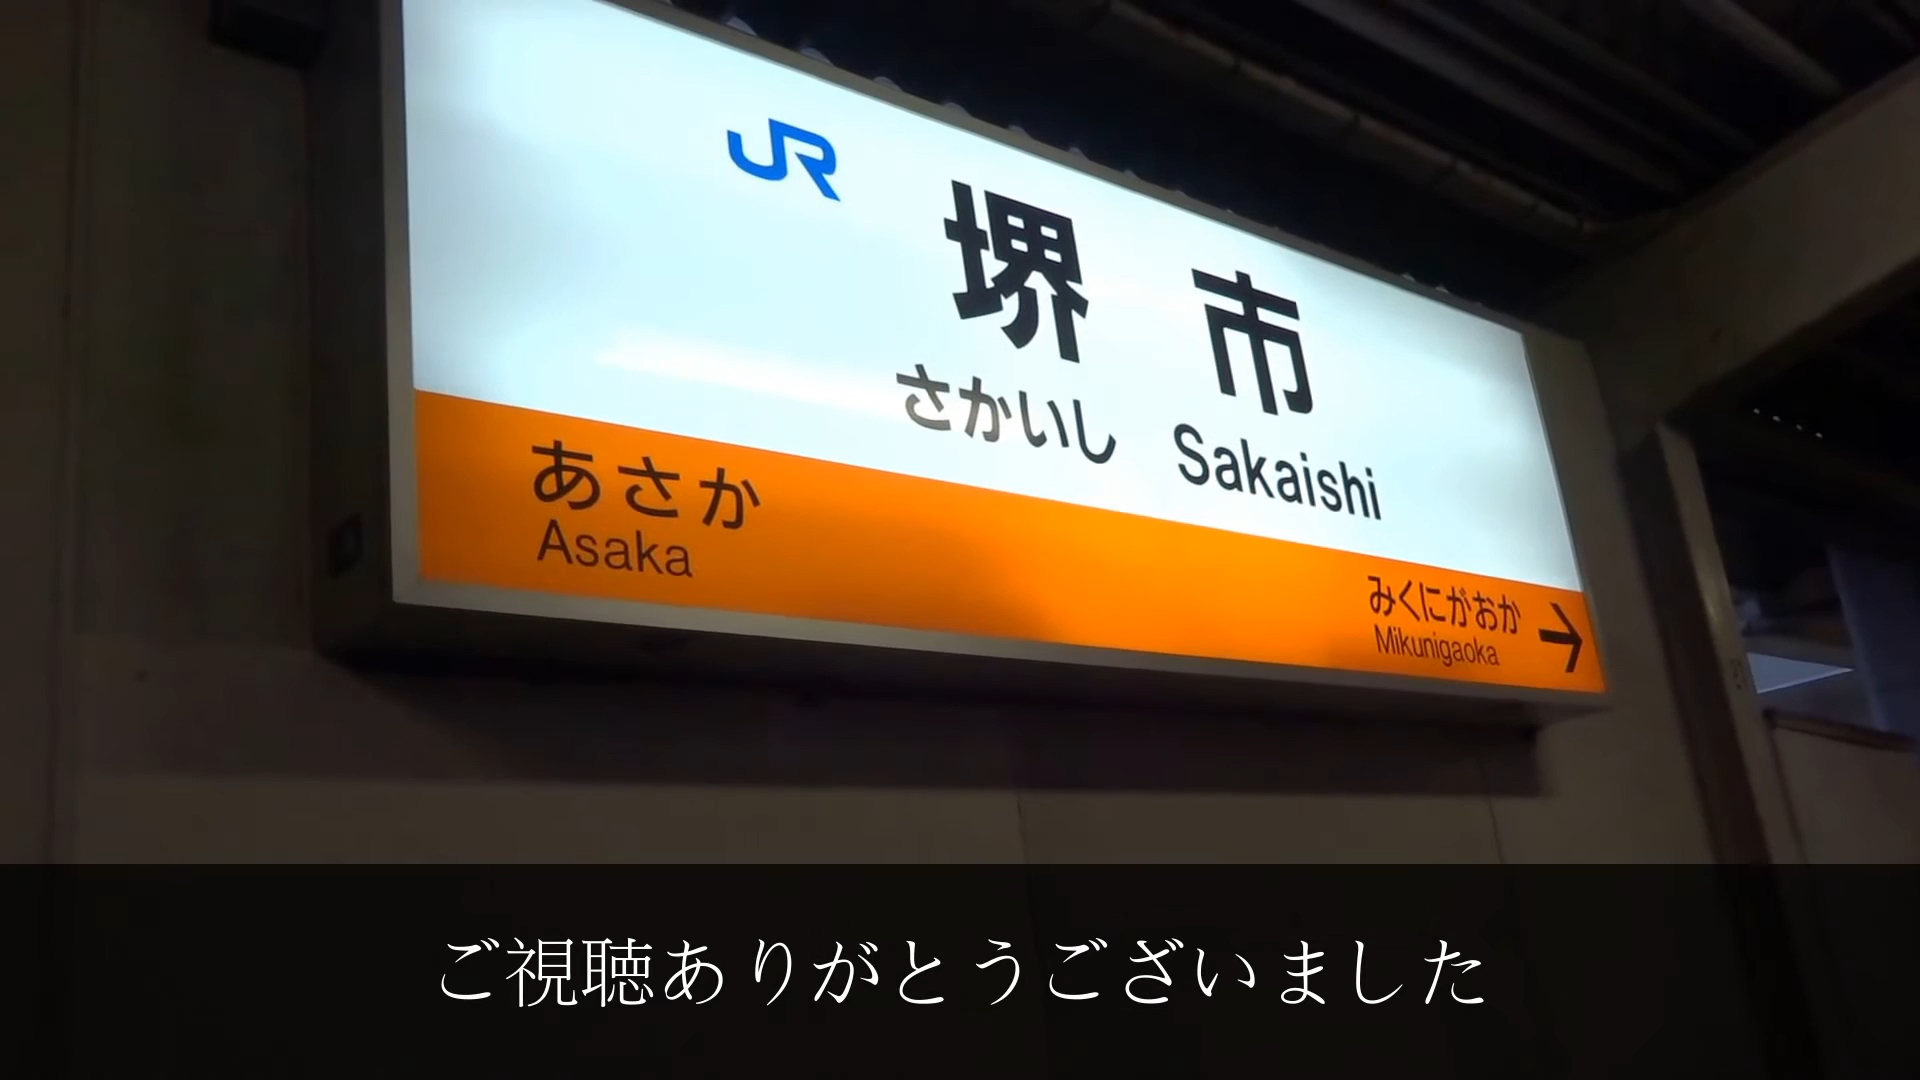 JR
堺市
さかいし Sakaishi
あさか
Asaka
みくにがおか →
Mikunigaoka
ご視聴ありがとうございました